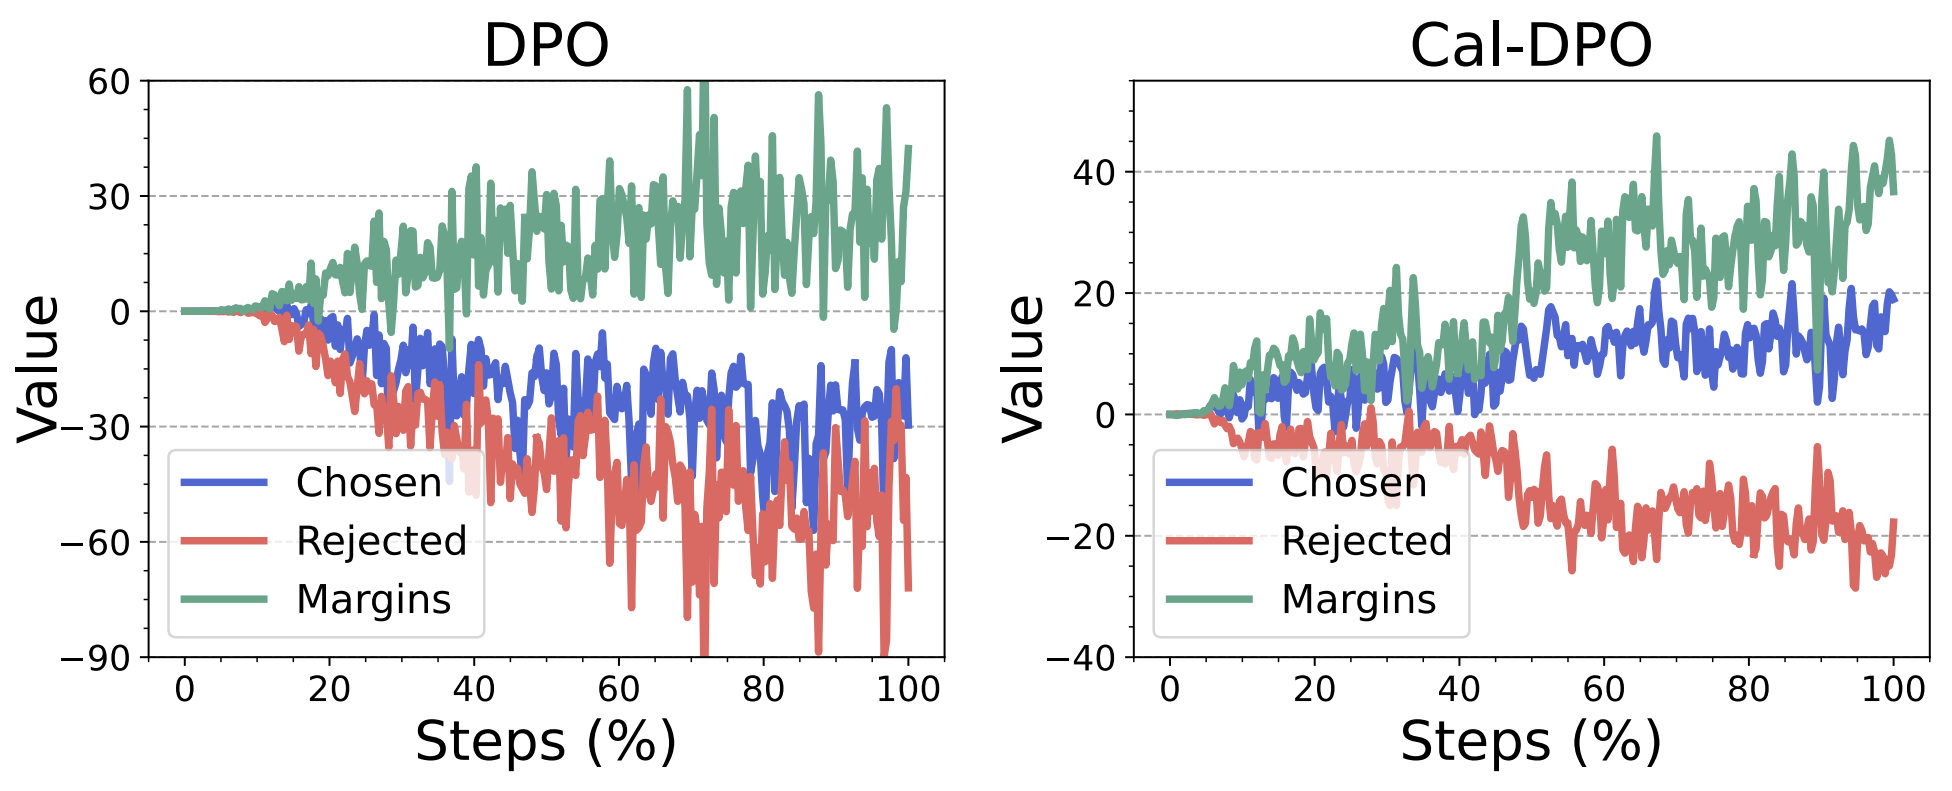 DPO
60
30
0
−30
−60
−90
Value
Chosen
Rejected
Margins
0 20 40 60 80 100
Steps (%)
Cal-DPO
40
20
0
−20
−40
Value
Chosen
Rejected
Margins
0 20 40 60 80 100
Steps (%)